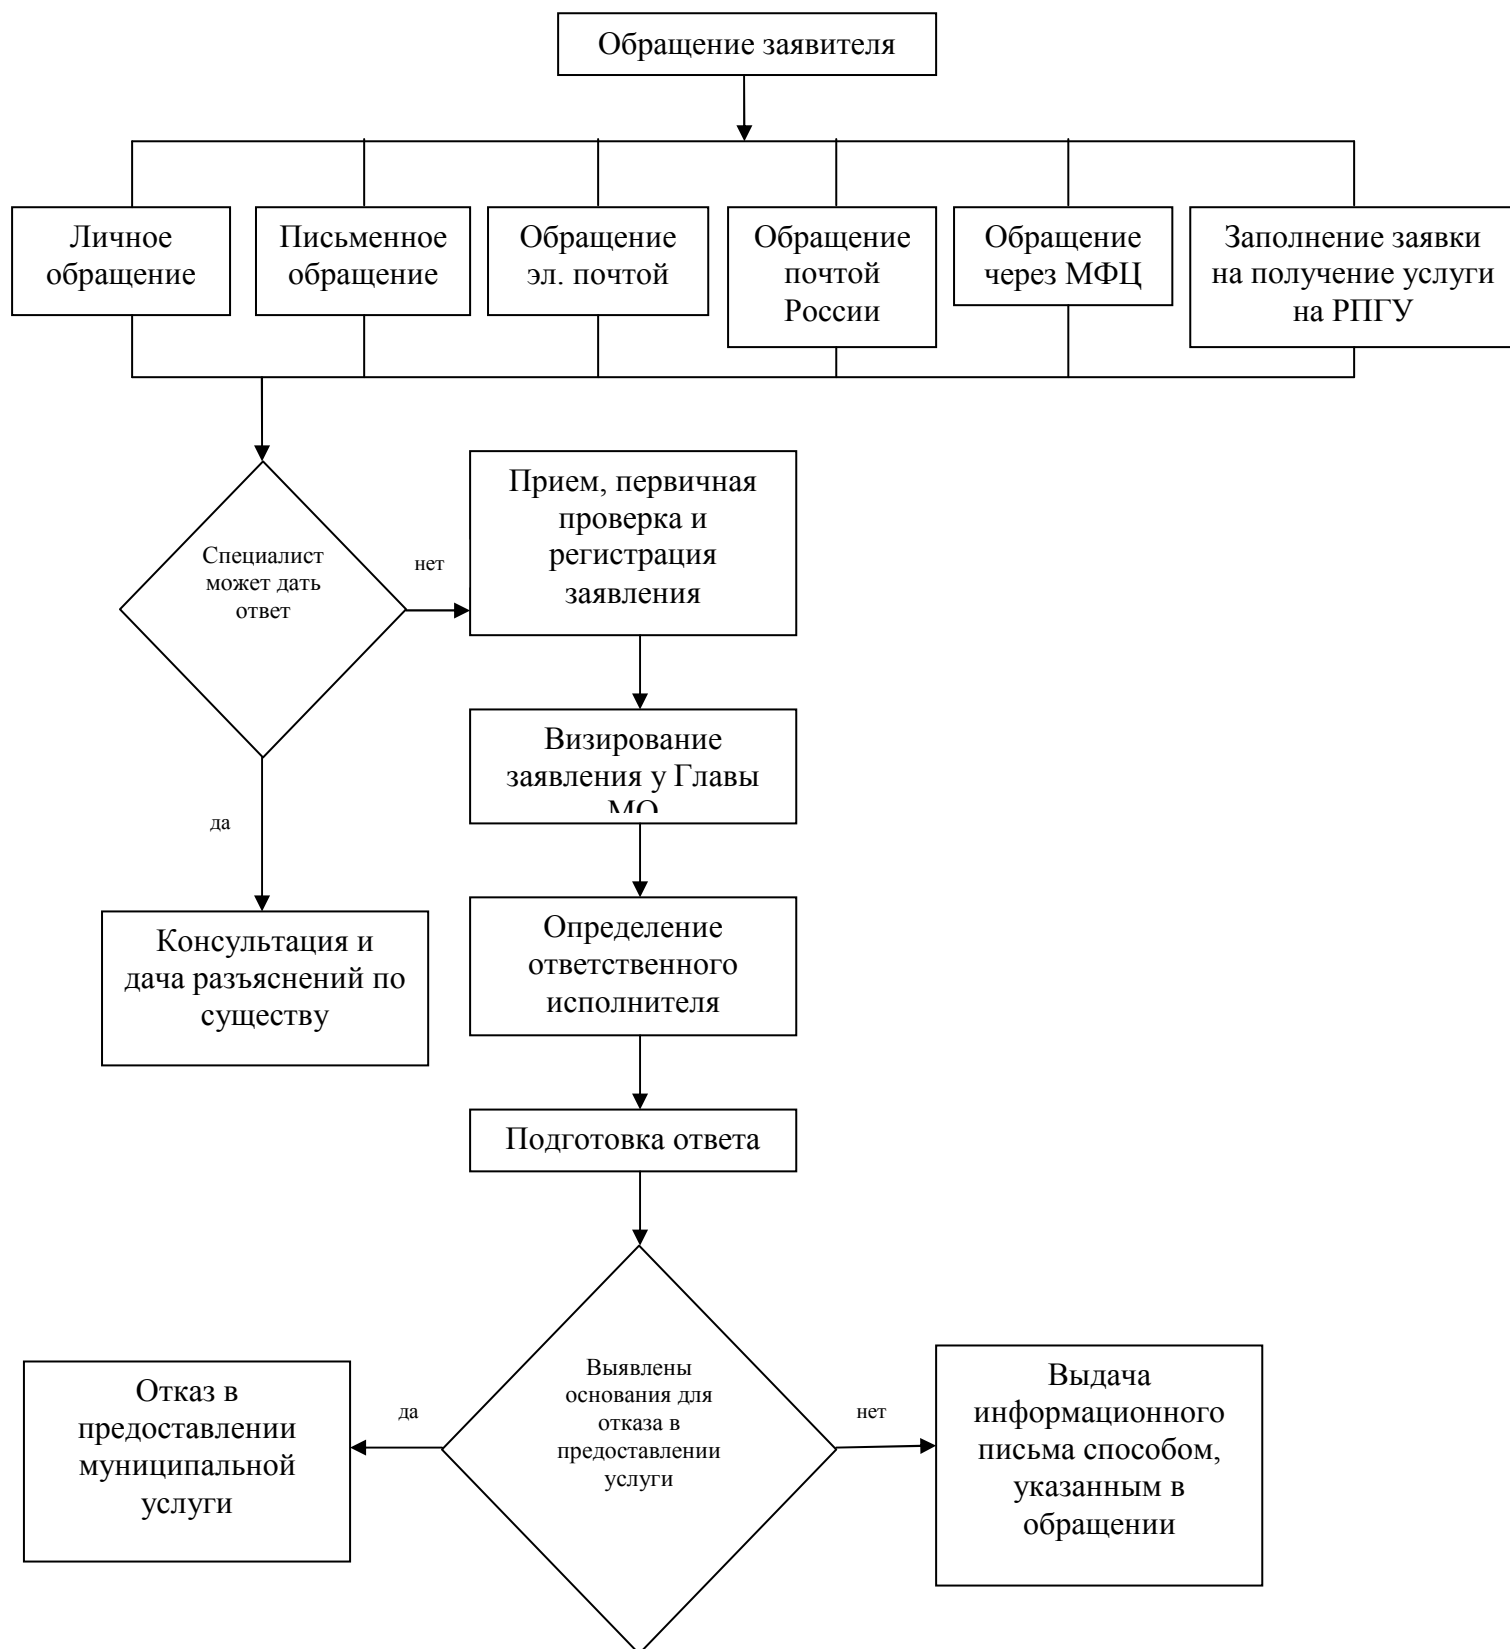 Обращение заявителя
Личное
обращение
Письменное
обращение
Обращение
эл. почтой
Обращение
почтой
России
Обращение
через МФЦ
Заполнение заявки
на получение услуги
на РПГУ
Специалист
может дать
ответ
нет
Прием, первичная
проверка и
регистрация
заявления
Визирование
заявления у Главы
МО
да
Консультация и
дача разъяснений по
существу
Определение
ответственного
исполнителя
Подготовка ответа
Выявлены
основания для
отказа в
предоставлении
услуги
да
Отказ в
предоставлении
муниципальной
услуги
нет
Выдача
информационного
письма способом,
указанным в
обращении